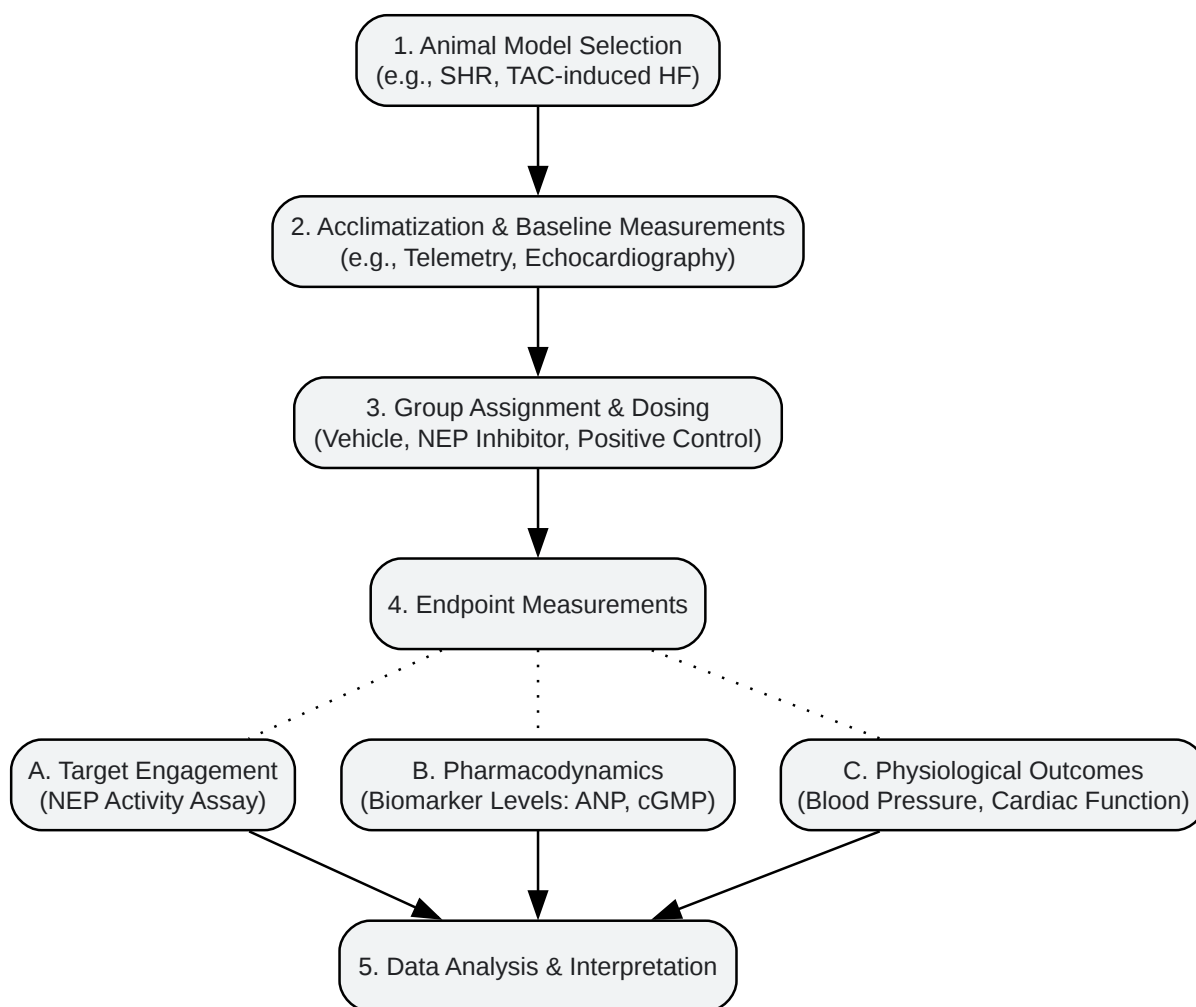 1. Animal Model Selection
(e.g., SHR, TAC-induced HF)
2. Acclimatization & Baseline Measurements
(e.g., Telemetry, Echocardiography)
3. Group Assignment & Dosing
(Vehicle, NEP Inhibitor, Positive Control)
4. Endpoint Measurements
A. Target Engagement
(NEP Activity Assay)
B. Pharmacodynamics
(Biomarker Levels: ANP, cGMP)
C. Physiological Outcomes
(Blood Pressure, Cardiac Function)
5. Data Analysis & Interpretation